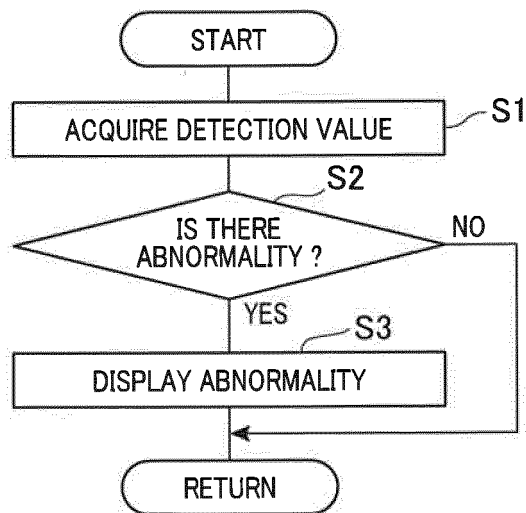 START
ACQUIRE DETECTION VALUE
S1
S2
IS THERE
ABNORMALITY ?
NO
YES
S3
DISPLAY ABNORMALITY
RETURN